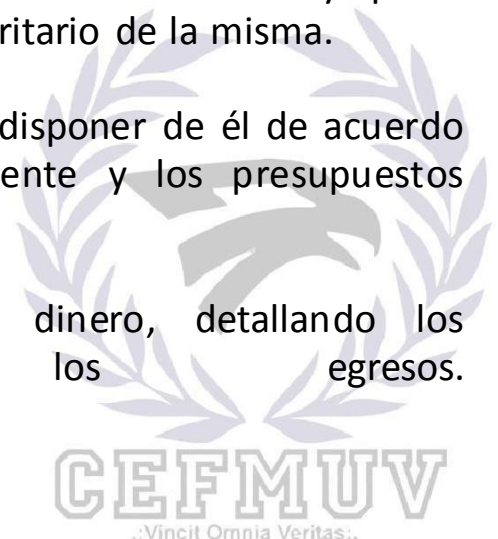 ritario de la misma.
disponer de él de acuerdo
ente y los presupuestos
dinero, detallando los
los egresos.
CEFMUV
.:Vincit Omnia Veritas:.